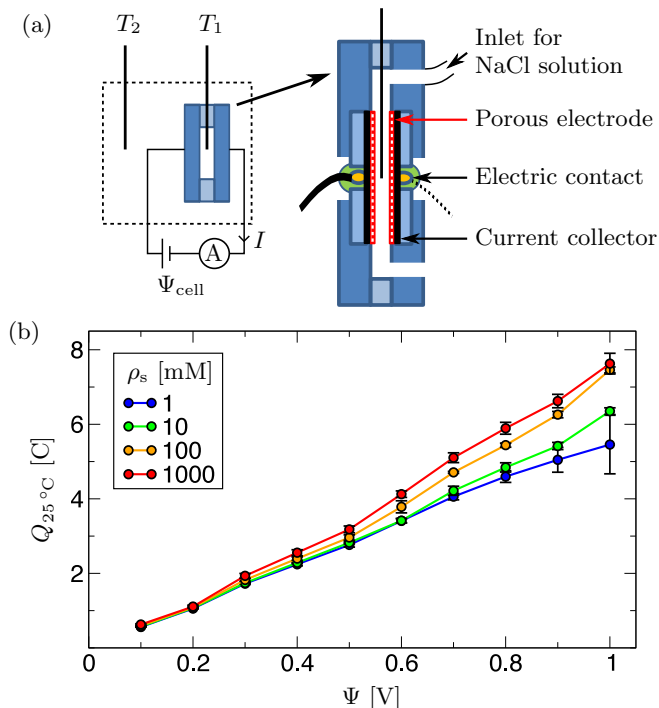 (a)
T₂
T₁
Inlet for
NaCl solution
Porous electrode
Electric contact
Current collector
A
I
Ψcell
(b)
ρs [mM]
1
10
100
1000
Q25 °C [C]
8
6
4
2
0
0.2
0.4
0.6
0.8
1
Ψ [V]